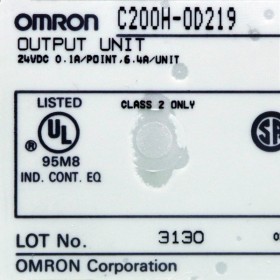 OMRON C200H-OD219
OUTPUT UNIT
24VDC 0.1A/POINT, 6.4A/UNIT
LISTED
CLASS 2 ONLY
UL
95M8
IND. CONT. EQ
LOT No. 3130
OMRON Corporation